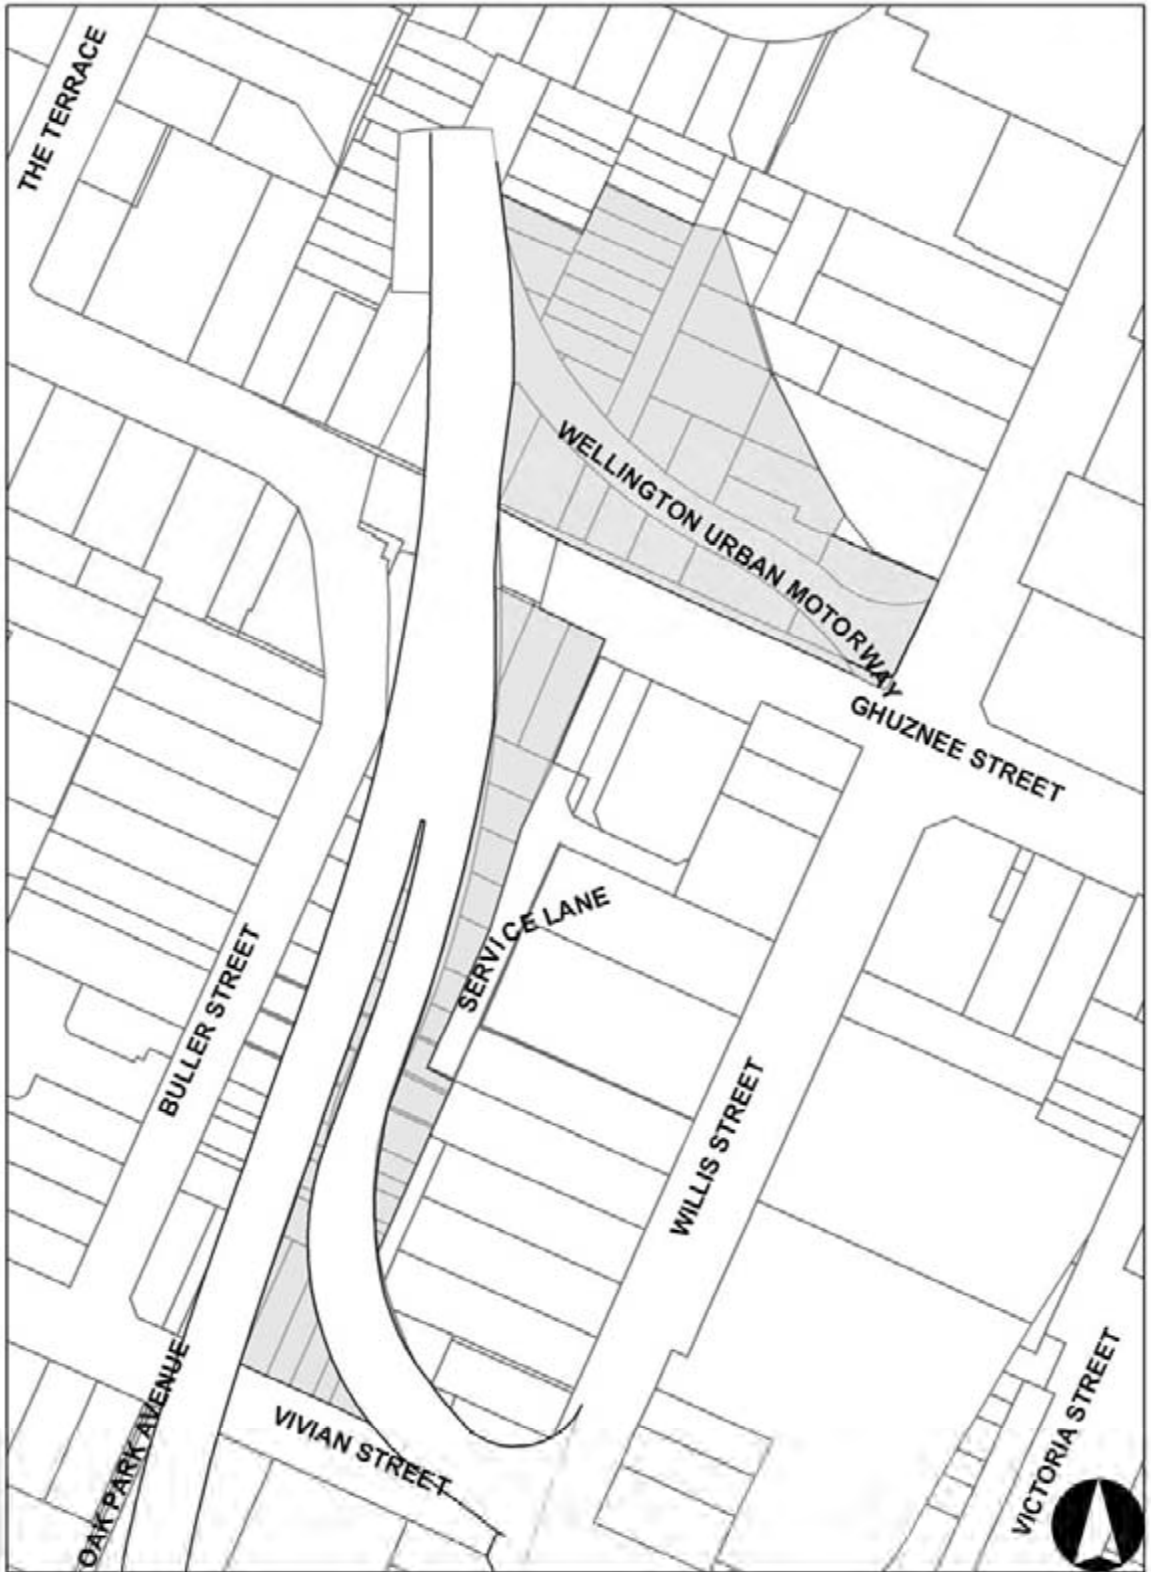 THE TERRACE
WELLINGTON URBAN MOTORWAY
GHUZNEE STREET
SERVICE LANE
BULLER STREET
WILLIS STREET
VICTORIA STREET
OAK PARK AVENUE
VIVIAN STREET